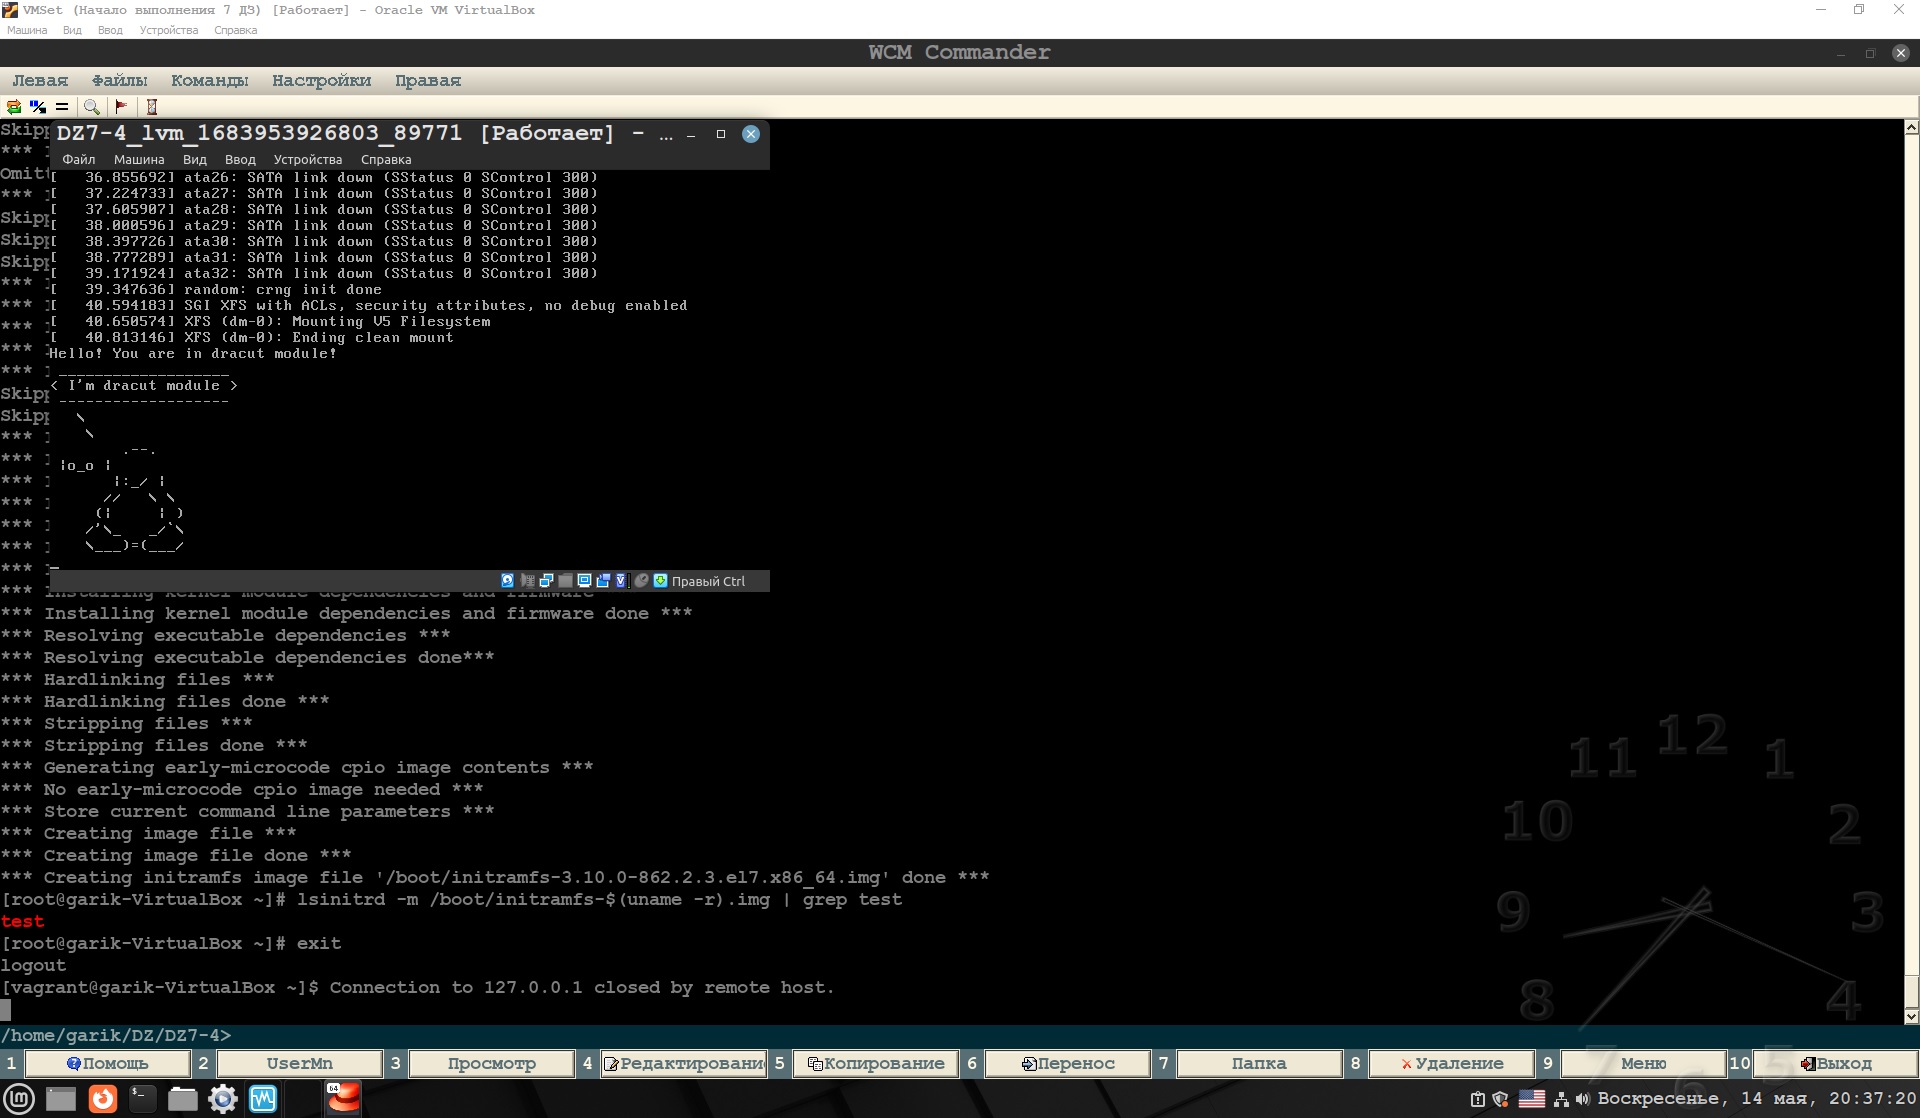 VMSet (Начало выполнения 7 ДЗ) [Работает] - Oracle VM VirtualBox
Машина Вид Ввод Устройства Справка
WCM Commander
Левая Файлы Команды Настройки Правая
DZ7-4_lvm_1683953926803_89771 [Работает] - ...
Файл Машина Вид Ввод Устройства Справка
[   36.855692] ata26: SATA link down (SStatus 0 SControl 300)
[   37.224733] ata27: SATA link down (SStatus 0 SControl 300)
[   37.605907] ata28: SATA link down (SStatus 0 SControl 300)
[   38.000596] ata29: SATA link down (SStatus 0 SControl 300)
[   38.397726] ata30: SATA link down (SStatus 0 SControl 300)
[   38.777289] ata31: SATA link down (SStatus 0 SControl 300)
[   39.171924] ata32: SATA link down (SStatus 0 SControl 300)
[   39.347636] random: crng init done
[   40.594183] SGI XFS with ACLs, security attributes, no debug enabled
[   40.650574] XFS (dm-0): Mounting V5 Filesystem
[   40.813146] XFS (dm-0): Ending clean mount
Hello! You are in dracut module!
< I'm dracut module >
Правый Ctrl
*** Installing kernel module dependencies and firmware done ***
*** Resolving executable dependencies ***
*** Resolving executable dependencies done***
*** Hardlinking files ***
*** Hardlinking files done ***
*** Stripping files ***
*** Stripping files done ***
*** Generating early-microcode cpio image contents ***
*** No early-microcode cpio image needed ***
*** Store current command line parameters ***
*** Creating image file ***
*** Creating image file done ***
*** Creating initramfs image file '/boot/initramfs-3.10.0-862.2.3.el7.x86_64.img' done ***
[root@garik-VirtualBox ~]# lsinitrd -m /boot/initramfs-$(uname -r).img | grep test
test
[root@garik-VirtualBox ~]# exit
logout
[vagrant@garik-VirtualBox ~]$ Connection to 127.0.0.1 closed by remote host.
12 1 2 3 4 5 6 7 8 9 10 11
/home/garik/DZ/DZ7-4>
1 Помощь 2 UserMn 3 Просмотр 4 Редактировани 5 Копирование 6 Перенос 7 Папка 8 Удаление 9 Меню 10 Выход
Воскресенье, 14 мая, 20:37:20